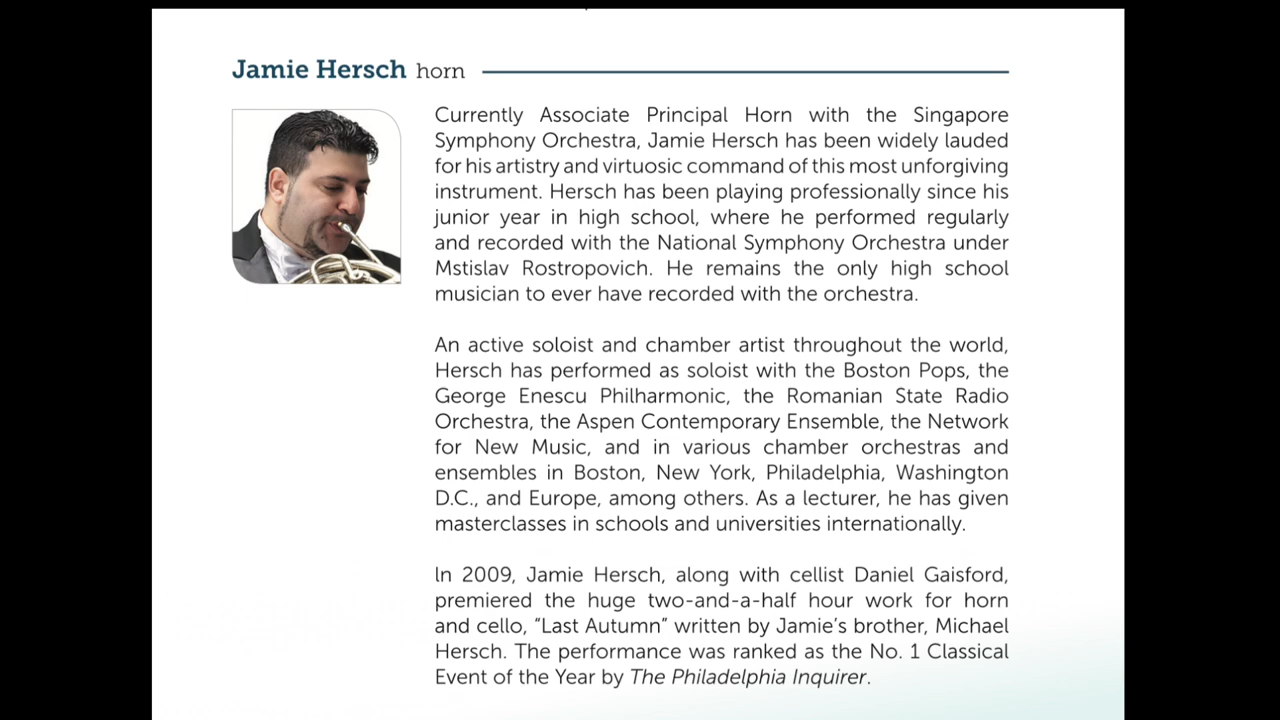 Jamie Hersch horn
Currently Associate Principal Horn with the Singapore
Symphony Orchestra, Jamie Hersch has been widely lauded
for his artistry and virtuosic command of this most unforgiving
instrument. Hersch has been playing professionally since his
junior year in high school, where he performed regularly
and recorded with the National Symphony Orchestra under
Mstislav Rostropovich. He remains the only high school
musician to ever have recorded with the orchestra.
An active soloist and chamber artist throughout the world,
Hersch has performed as soloist with the Boston Pops, the
George Enescu Philharmonic, the Romanian State Radio
Orchestra, the Aspen Contemporary Ensemble, the Network
for New Music, and in various chamber orchestras and
ensembles in Boston, New York, Philadelphia, Washington
D.C., and Europe, among others. As a lecturer, he has given
masterclasses in schools and universities internationally.
In 2009, Jamie Hersch, along with cellist Daniel Gaisford,
premiered the huge two-and-a-half hour work for horn
and cello, “Last Autumn” written by Jamie’s brother, Michael
Hersch. The performance was ranked as the No. 1 Classical
Event of the Year by The Philadelphia Inquirer.